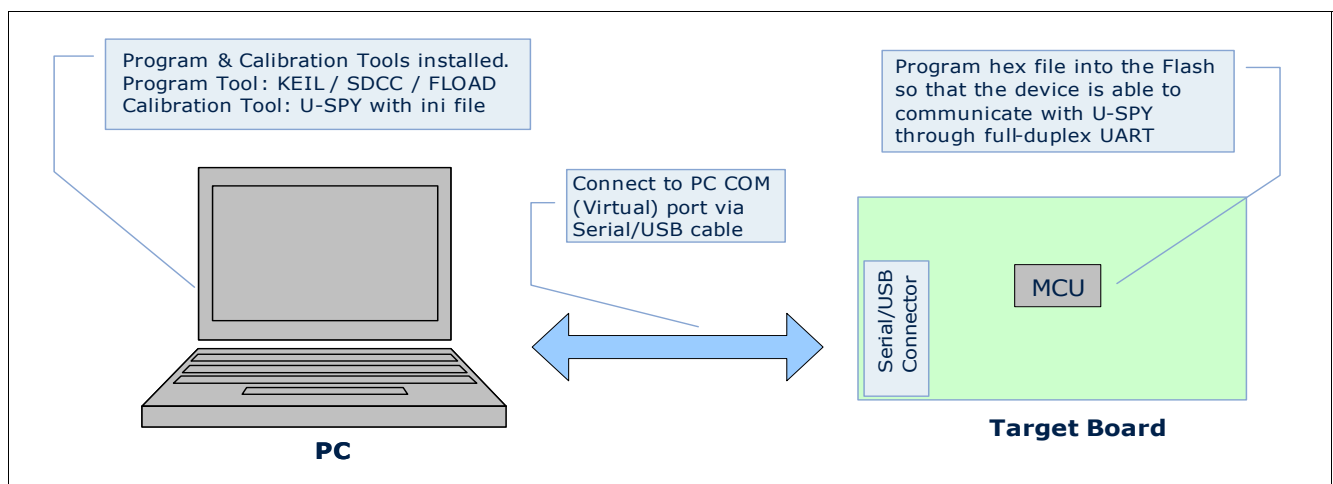 Program & Calibration Tools installed.
Program Tool: KEIL / SDCC / FLOAD
Calibration Tool: U-SPY with ini file
Program hex file into the Flash
so that the device is able to
communicate with U-SPY
through full-duplex UART
Connect to PC COM
(Virtual) port via
Serial/USB cable
Serial/USB
Connector
MCU
PC
Target Board